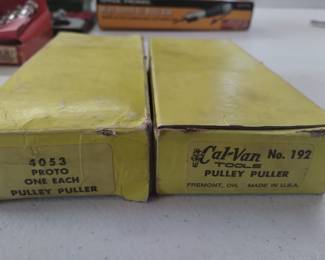 4053
PROTO
ONE EACH
PULLEY PULLER
Cal-Van No. 192
TOOLS
PULLEY PULLER
FREMONT, OH. MADE IN U.S.A.